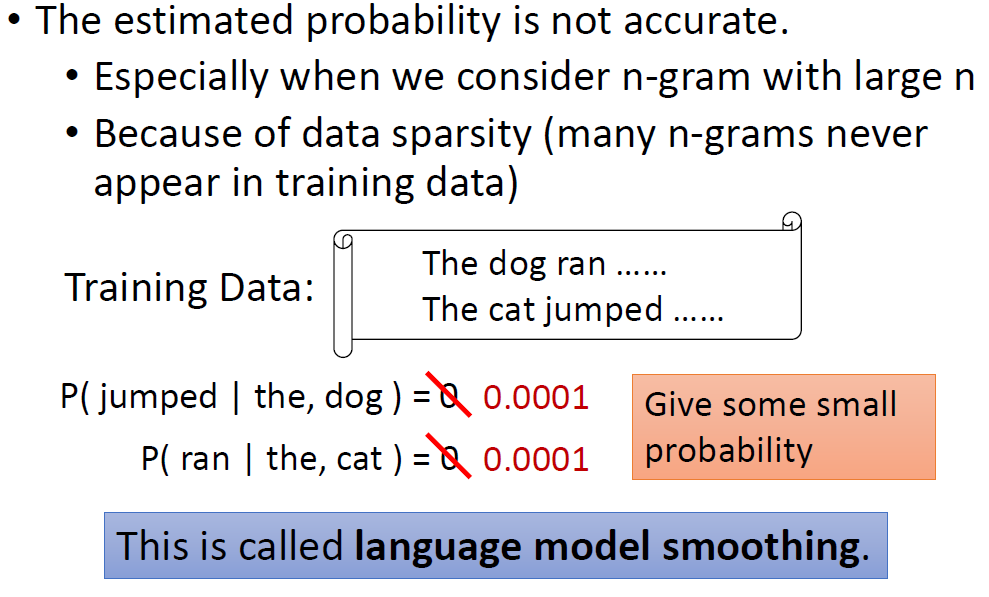 • The estimated probability is not accurate.
• Especially when we consider n-gram with large n
• Because of data sparsity (many n-grams never
appear in training data)
Training Data:
The dog ran ……
The cat jumped ……
P( jumped | the, dog ) = 0 0.0001
P( ran | the, cat ) = 0 0.0001
Give some small
probability
This is called language model smoothing.